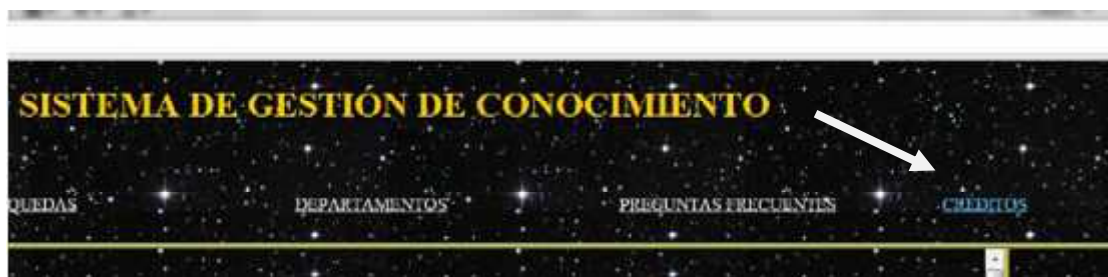 SISTEMA DE GESTIÓN DE CONOCIMIENTO
QUEDAS DEPARTAMENTOS PREGUNTAS FRECUENTES CREDITOS